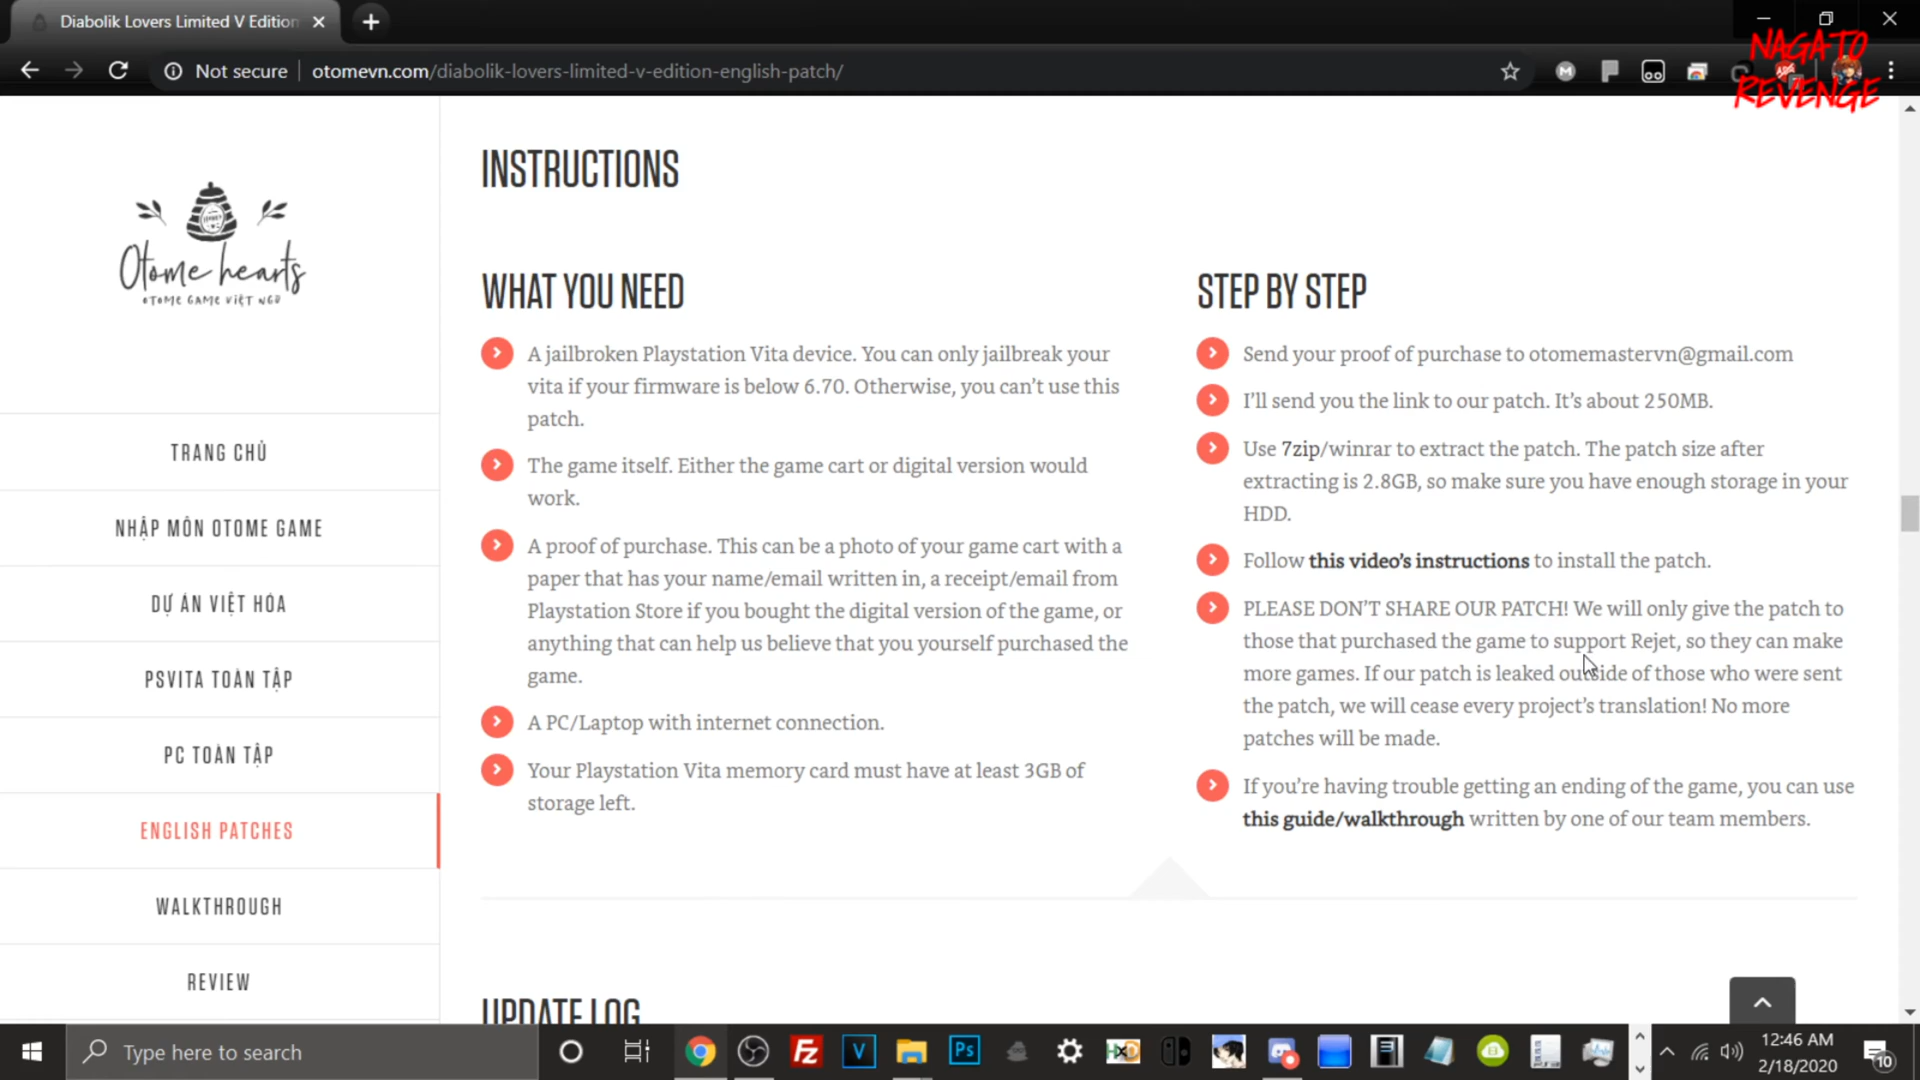 Diabolik Lovers Limited V Edition
Not secure
otomevn.com/diabolik-lovers-limited-v-edition-english-patch/
NAGATO
REVENGE
Otome hearts
OTOME GAME VIỆT NGỮ
TRANG CHỦ
NHẬP MÔN OTOME GAME
DỰ ÁN VIỆT HÓA
PSVITA TOÀN TẬP
PC TOÀN TẬP
ENGLISH PATCHES
WALKTHROUGH
REVIEW
INSTRUCTIONS
WHAT YOU NEED
A jailbroken Playstation Vita device. You can only jailbreak your
vita if your firmware is below 6.70. Otherwise, you can’t use this
patch.
The game itself. Either the game cart or digital version would
work.
A proof of purchase. This can be a photo of your game cart with a
paper that has your name/email written in, a receipt/email from
Playstation Store if you bought the digital version of the game, or
anything that can help us believe that you yourself purchased the
game.
A PC/Laptop with internet connection.
Your Playstation Vita memory card must have at least 3GB of
storage left.
STEP BY STEP
Send your proof of purchase to otomemastervn@gmail.com
I’ll send you the link to our patch. It’s about 250MB.
Use 7zip/winrar to extract the patch. The patch size after
extracting is 2.8GB, so make sure you have enough storage in your
HDD.
Follow this video’s instructions to install the patch.
PLEASE DON’T SHARE OUR PATCH! We will only give the patch to
those that purchased the game to support Rejet, so they can make
more games. If our patch is leaked outside of those who were sent
the patch, we will cease every project’s translation! No more
patches will be made.
If you’re having trouble getting an ending of the game, you can use
this guide/walkthrough written by one of our team members.
UPDATE LOG
Type here to search
Fz
V
Ps
HxD
12:46 AM
2/18/2020
10